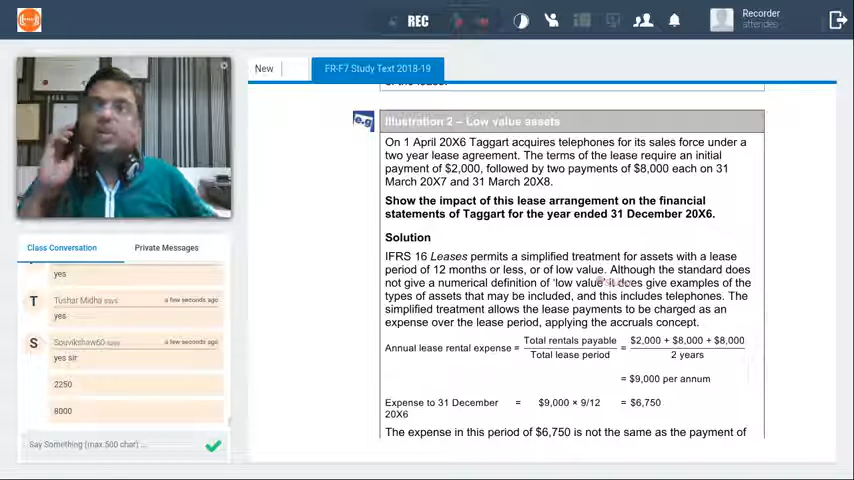 REC
Recorder
attendee
New
FR-F7 Study Text 2018-19
Illustration 2 – Low value assets
On 1 April 20X6 Taggart acquires telephones for its sales force under a
two year lease agreement. The terms of the lease require an initial
payment of $2,000, followed by two payments of $8,000 each on 31
March 20X7 and 31 March 20X8.
Show the impact of this lease arrangement on the financial
statements of Taggart for the year ended 31 December 20X6.
Solution
IFRS 16 Leases permits a simplified treatment for assets with a lease
period of 12 months or less, or of low value. Although the standard does
not give a numerical definition of 'low value' it does give examples of the
types of assets that may be included, and this includes telephones. The
simplified treatment allows the lease payments to be charged as an
expense over the lease period, applying the accruals concept.
Annual lease rental expense = Total rentals payable = $2,000 + $8,000 + $8,000
Total lease period 2 years
= $9,000 per annum
Expense to 31 December = $9,000 × 9/12 = $6,750
20X6
The expense in this period of $6,750 is not the same as the payment of
Class Conversation Private Messages
yes
T Tushar Midha says a few seconds ago
yes
S Souvikshaw60 says a few seconds ago
yes sir
2250
8000
Say Something (max.500 char) ...